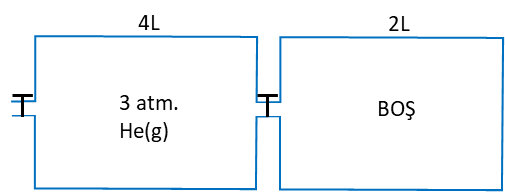 4L
2L
3 atm.
He(g)
BOŞ